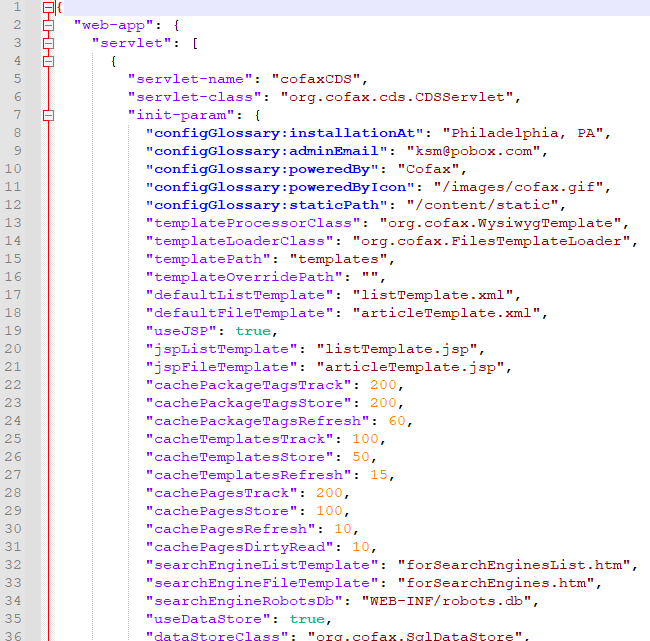 1 {
2 "web-app": {
3 "servlet": [
4 {
5 "servlet-name": "cofaxCDS",
6 "servlet-class": "org.cofax.cds.CDSServlet",
7 "init-param": {
8 "configGlossary:installationAt": "Philadelphia, PA",
9 "configGlossary:adminEmail": "ksm@pobox.com",
10 "configGlossary:poweredBy": "Cofax",
11 "configGlossary:poweredByIcon": "/images/cofax.gif",
12 "configGlossary:staticPath": "/content/static",
13 "templateProcessorClass": "org.cofax.WysiwygTemplate",
14 "templateLoaderClass": "org.cofax.FilesTemplateLoader",
15 "templatePath": "templates",
16 "templateOverridePath": "",
17 "defaultListTemplate": "listTemplate.xml",
18 "defaultFileTemplate": "articleTemplate.xml",
19 "useJSP": true,
20 "jspListTemplate": "listTemplate.jsp",
21 "jspFileTemplate": "articleTemplate.jsp",
22 "cachePackageTagsTrack": 200,
23 "cachePackageTagsStore": 200,
24 "cachePackageTagsRefresh": 60,
25 "cacheTemplatesTrack": 100,
26 "cacheTemplatesStore": 50,
27 "cacheTemplatesRefresh": 15,
28 "cachePagesTrack": 200,
29 "cachePagesStore": 100,
30 "cachePagesRefresh": 10,
31 "cachePagesDirtyRead": 10,
32 "searchEngineListTemplate": "forSearchEnginesList.htm",
33 "searchEngineFileTemplate": "forSearchEngines.htm",
34 "searchEngineRobotsDb": "WEB-INF/robots.db",
35 "useDataStore": true,
36 "dataStoreClass": "org.cofax.SqlDataStore",